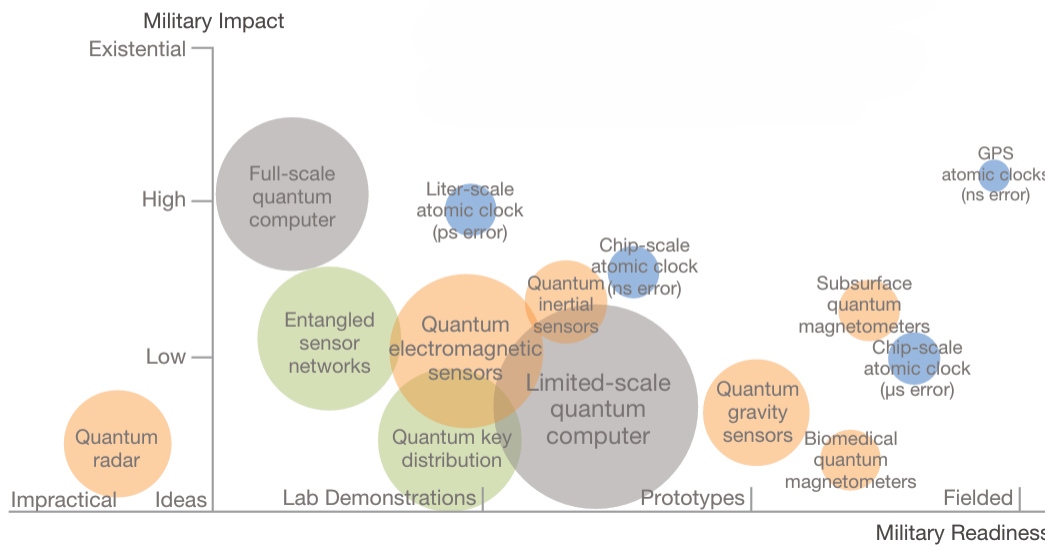 Military Impact
Existential
High
Low
Full-scale
quantum
computer
Liter-scale
atomic clock
(ps error)
GPS
atomic clocks
(ns error)
Chip-scale
atomic clock
(ns error)
Quantum
inertial
sensors
Subsurface
quantum
magnetometers
Entangled
sensor
networks
Quantum
electromagnetic
sensors
Chip-scale
atomic clock
(µs error)
Limited-scale
quantum
computer
Quantum
gravity
sensors
Quantum
radar
Quantum key
distribution
Biomedical
quantum
magnetometers
Impractical
Ideas
Lab Demonstrations
Prototypes
Fielded
Military Readiness